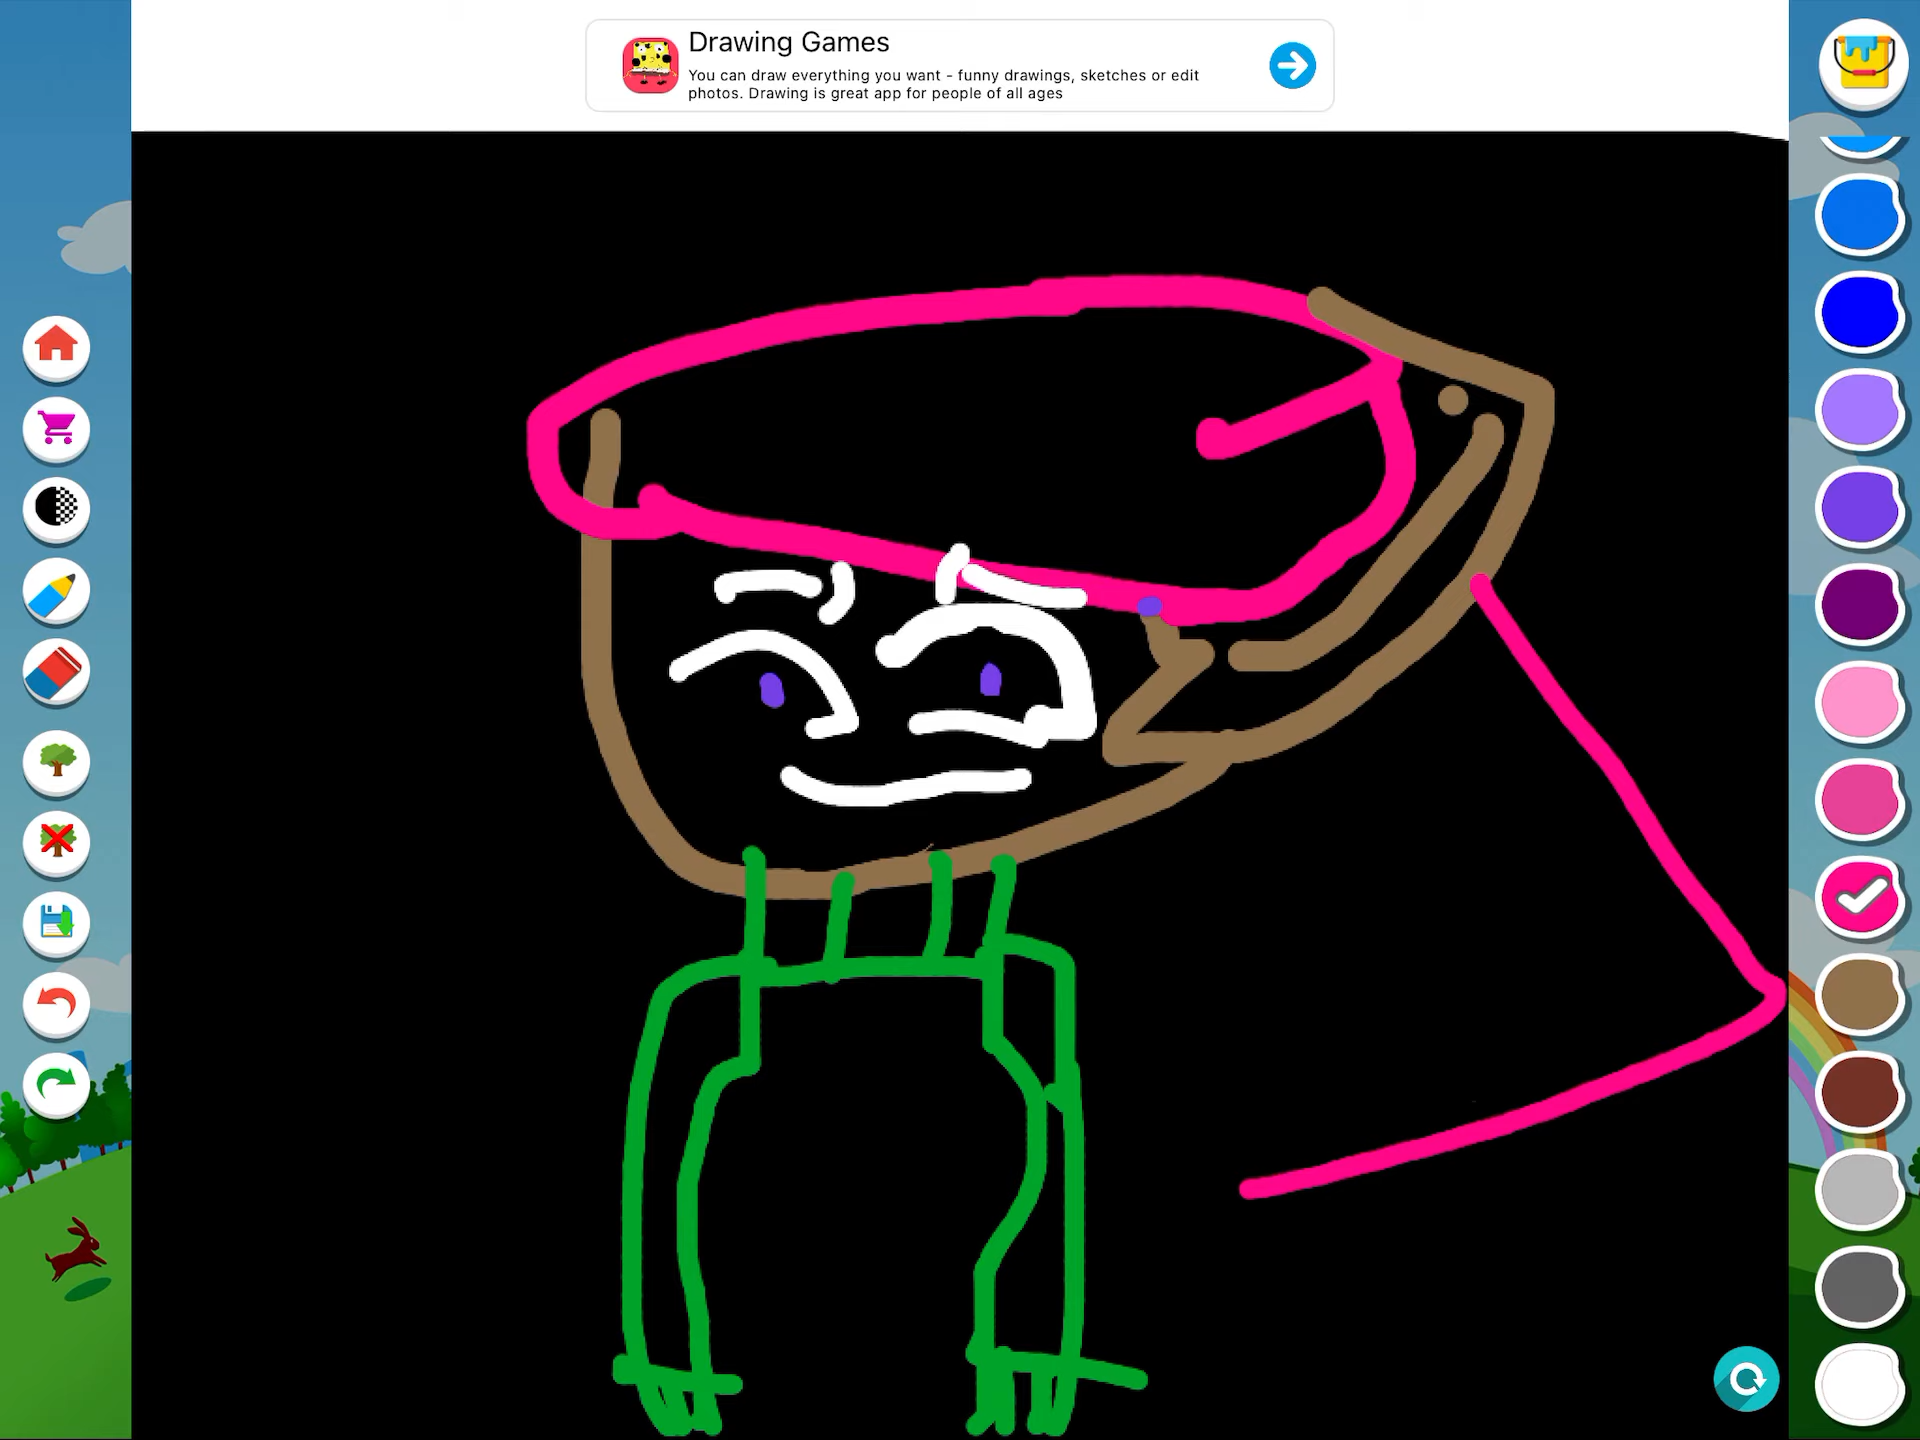 Drawing Games
You can draw everything you want - funny drawings, sketches or edit
photos. Drawing is great app for people of all ages